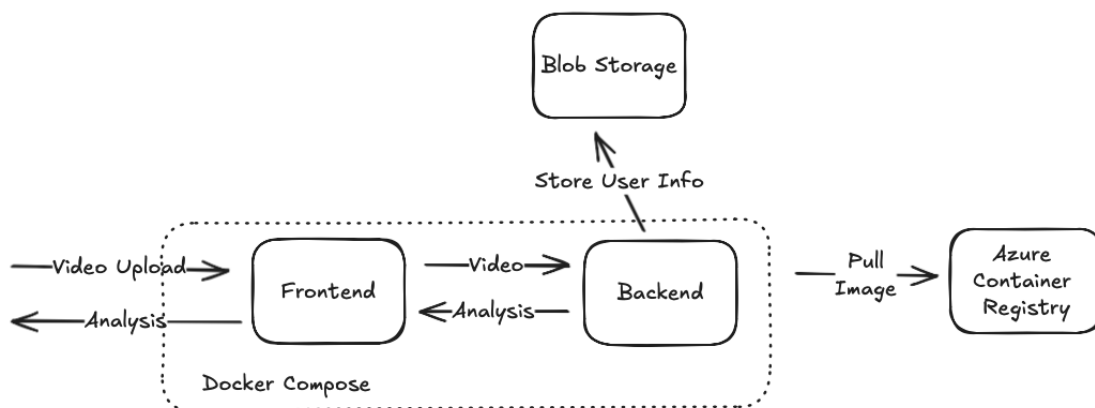 Blob Storage
Store User Info
Video Upload
Frontend
Video
Backend
Pull
Image
Azure
Container
Registry
Analysis
Analysis
Docker Compose